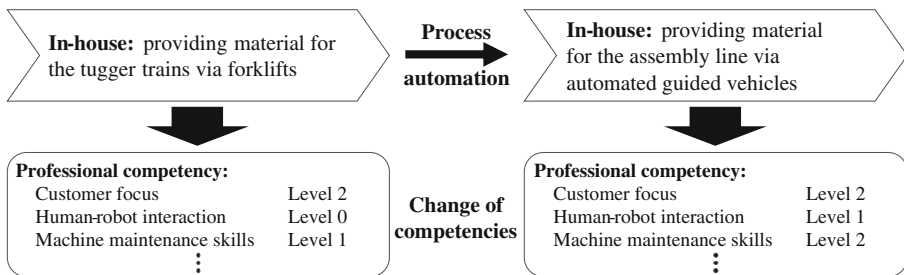 In-house: providing material for
the tugger trains via forklifts
Process
automation
In-house: providing material
for the assembly line via
automated guided vehicles
Professional competency:
Customer focus Level 2
Human-robot interaction Level 0
Machine maintenance skills Level 1
Change of
competencies
Professional competency:
Customer focus Level 2
Human-robot interaction Level 1
Machine maintenance skills Level 2